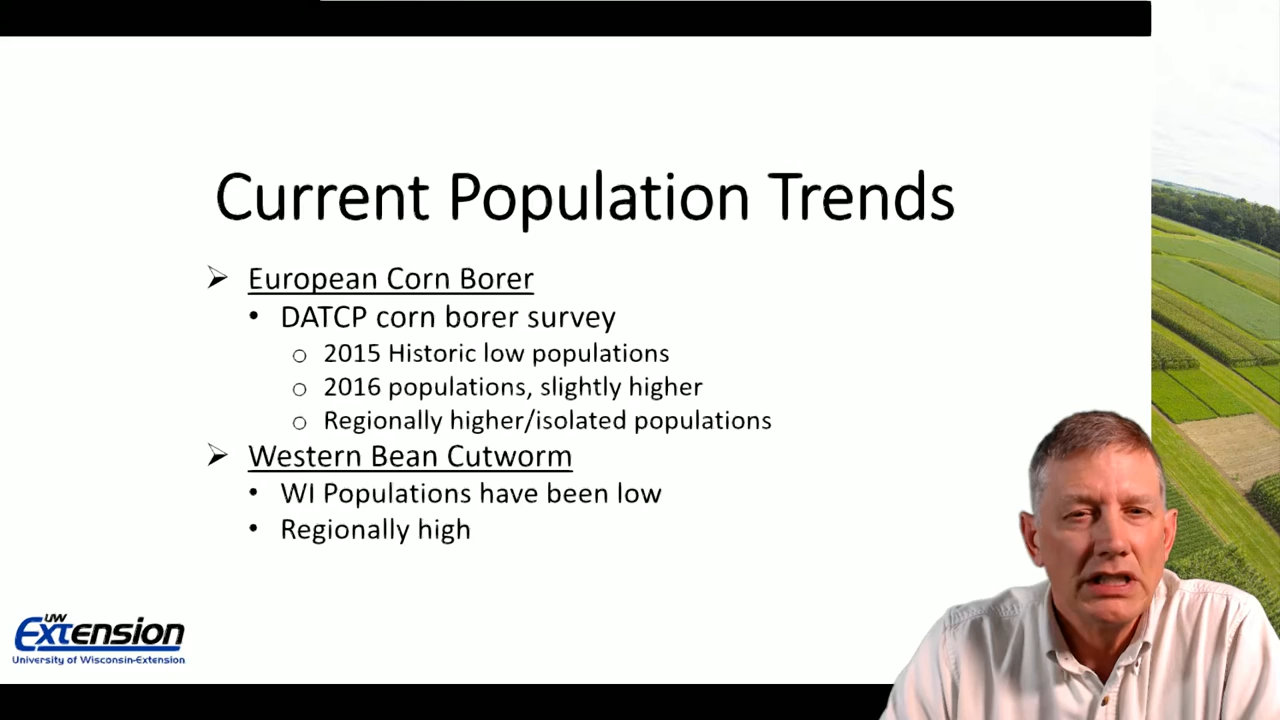 Current Population Trends
➢ European Corn Borer
• DATCP corn borer survey
o 2015 Historic low populations
o 2016 populations, slightly higher
o Regionally higher/isolated populations
➢ Western Bean Cutworm
• WI Populations have been low
• Regionally high
UW
Extension
University of Wisconsin-Extension